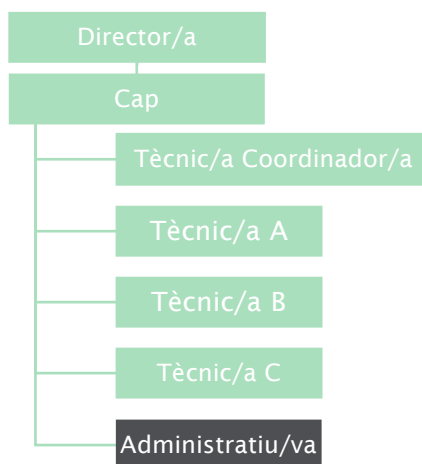 Director/a
Cap
Tècnic/a Coordinador/a
Tècnic/a A
Tècnic/a B
Tècnic/a C
Administratiu/va